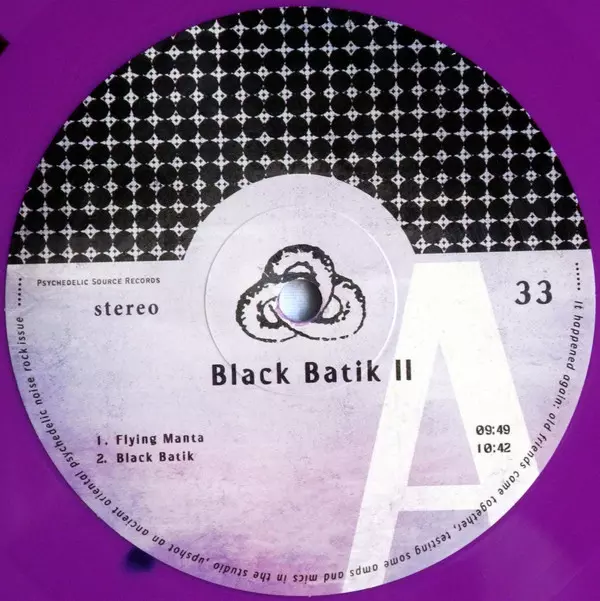 Psychedelic Source Records
stereo
33
Black Batik II
1. Flying Manta
09:49
2. Black Batik
10:42
A
...... It happened again: old friends came together, testing some amps and mics in the studio, upshot an ancient oriental psychedelic noise rock issue ......